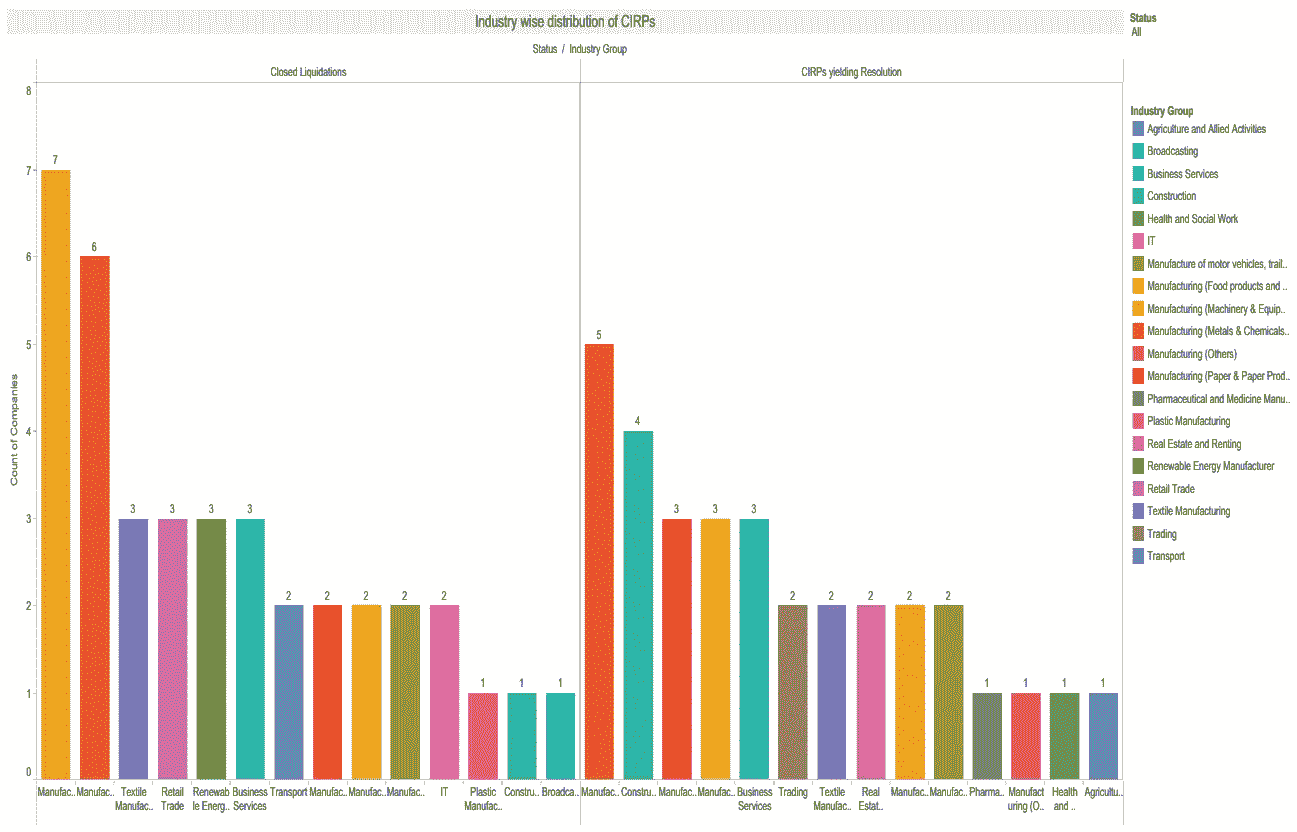 Industry wise distribution of CIRPs
Status / Industry Group
Closed Liquidations
CIRPs yielding Resolution
Count of Companies
8
7
6
5
4
3
2
1
0
7
6
3
3
3
3
2
2
2
2
2
1
1
1
5
4
3
3
3
2
2
2
2
2
1
1
1
1
Manufac..
Manufac..
Textile
Manufac..
Retail
Trade
Renewab
le Energ..
Business
Services
Transport
Manufac..
Manufac..
Manufac..
IT
Plastic
Manufac..
Constru..
Broadca..
Manufac..
Constru..
Manufac..
Manufac..
Business
Services
Trading
Textile
Manufac..
Real
Estat..
Manufac..
Manufac..
Pharma..
Manufact
uring (O..
Health
and ..
Agricultu..
Status
All
Industry Group
Agriculture and Allied Activities
Broadcasting
Business Services
Construction
Health and Social Work
IT
Manufacture of motor vehicles, trail..
Manufacturing (Food products and ..
Manufacturing (Machinery & Equip..
Manufacturing (Metals & Chemicals..
Manufacturing (Others)
Manufacturing (Paper & Paper Prod..
Pharmaceutical and Medicine Manu..
Plastic Manufacturing
Real Estate and Renting
Renewable Energy Manufacturer
Retail Trade
Textile Manufacturing
Trading
Transport